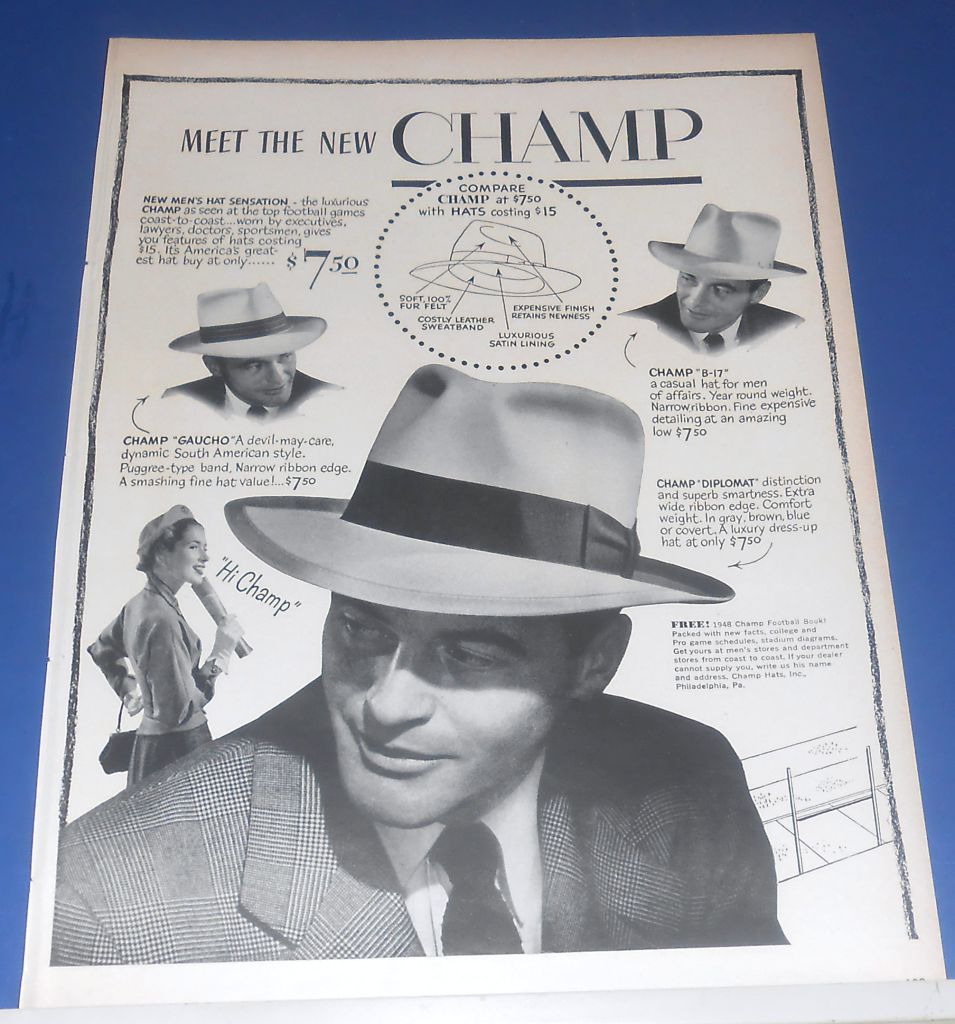 MEET THE NEW CHAMP
NEW MEN'S HAT SENSATION - the luxurious
CHAMP as seen at the top football games
coast-to-coast...worn by executives,
lawyers, doctors, sportsmen, gives
you features of hats costing
$15. It's America's great-
est hat buy at only...... $7.50
COMPARE
CHAMP at $7.50
with HATS costing $15
SOFT, 100%
FUR FELT
COSTLY LEATHER
SWEATBAND
EXPENSIVE FINISH
RETAINS NEWNESS
LUXURIOUS
SATIN LINING
CHAMP "B-17"
a casual hat for men
of affairs. Year round weight.
Narrow ribbon. Fine expensive
detailing at an amazing
low $7.50
CHAMP "GAUCHO" A devil-may-care,
dynamic South American style.
Puggree-type band, Narrow ribbon edge.
A smashing fine hat value!...$7.50
CHAMP "DIPLOMAT" distinction
and superb smartness. Extra
wide ribbon edge. Comfort
weight. In gray, brown, blue
or covert. A luxury dress-up
hat at only $7.50
"Hi Champ"
FREE! 1948 Champ Football Book!
Packed with new facts, college and
Pro game schedules, stadium diagrams.
Get yours at men's stores and department
stores from coast to coast. If your dealer
cannot supply you, write us his name
and address. Champ Hats, Inc.,
Philadelphia, Pa.